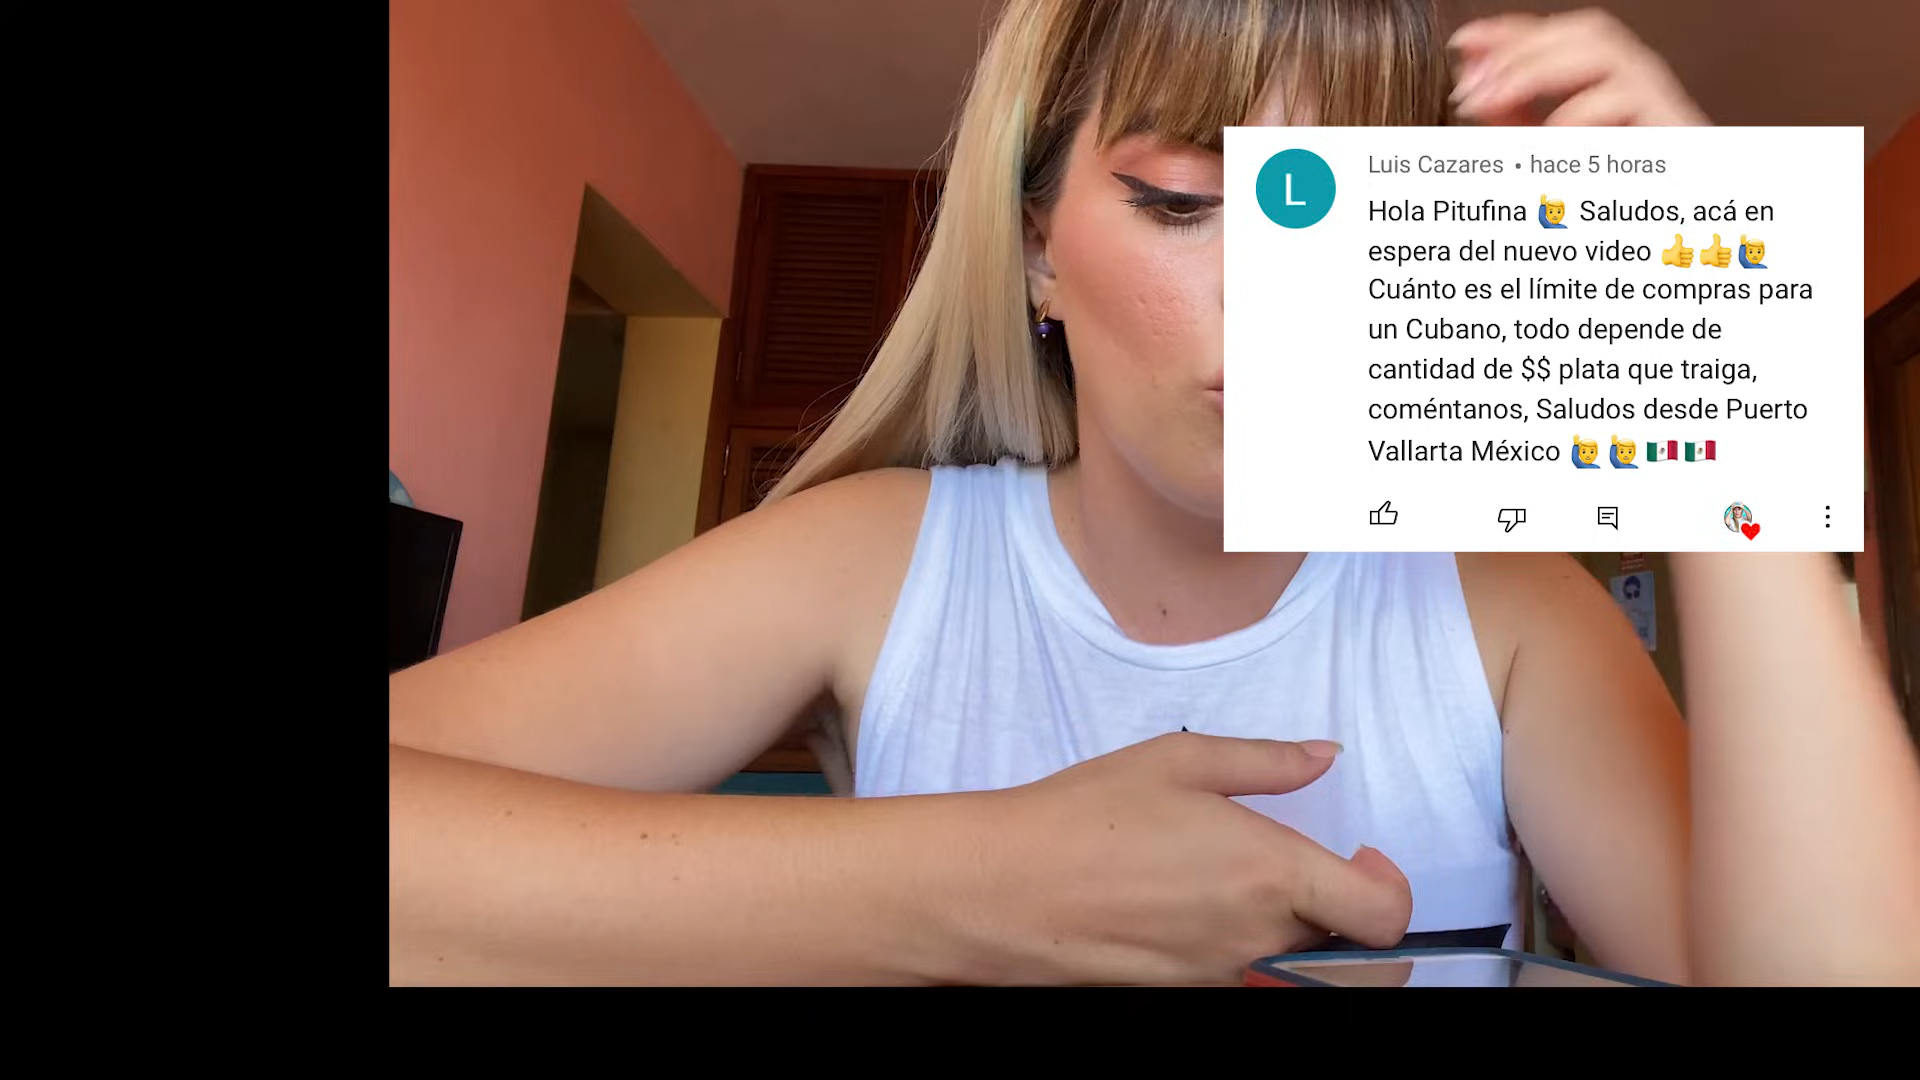 L
Luis Cazares • hace 5 horas
Hola Pitufina 🙋‍♂️ Saludos, acá en
espera del nuevo video 👍👍🙋‍♂️
Cuánto es el límite de compras para
un Cubano, todo depende de
cantidad de $$ plata que traiga,
coméntanos, Saludos desde Puerto
Vallarta México 🙋‍♂️🙋‍♂️🇲🇽🇲🇽